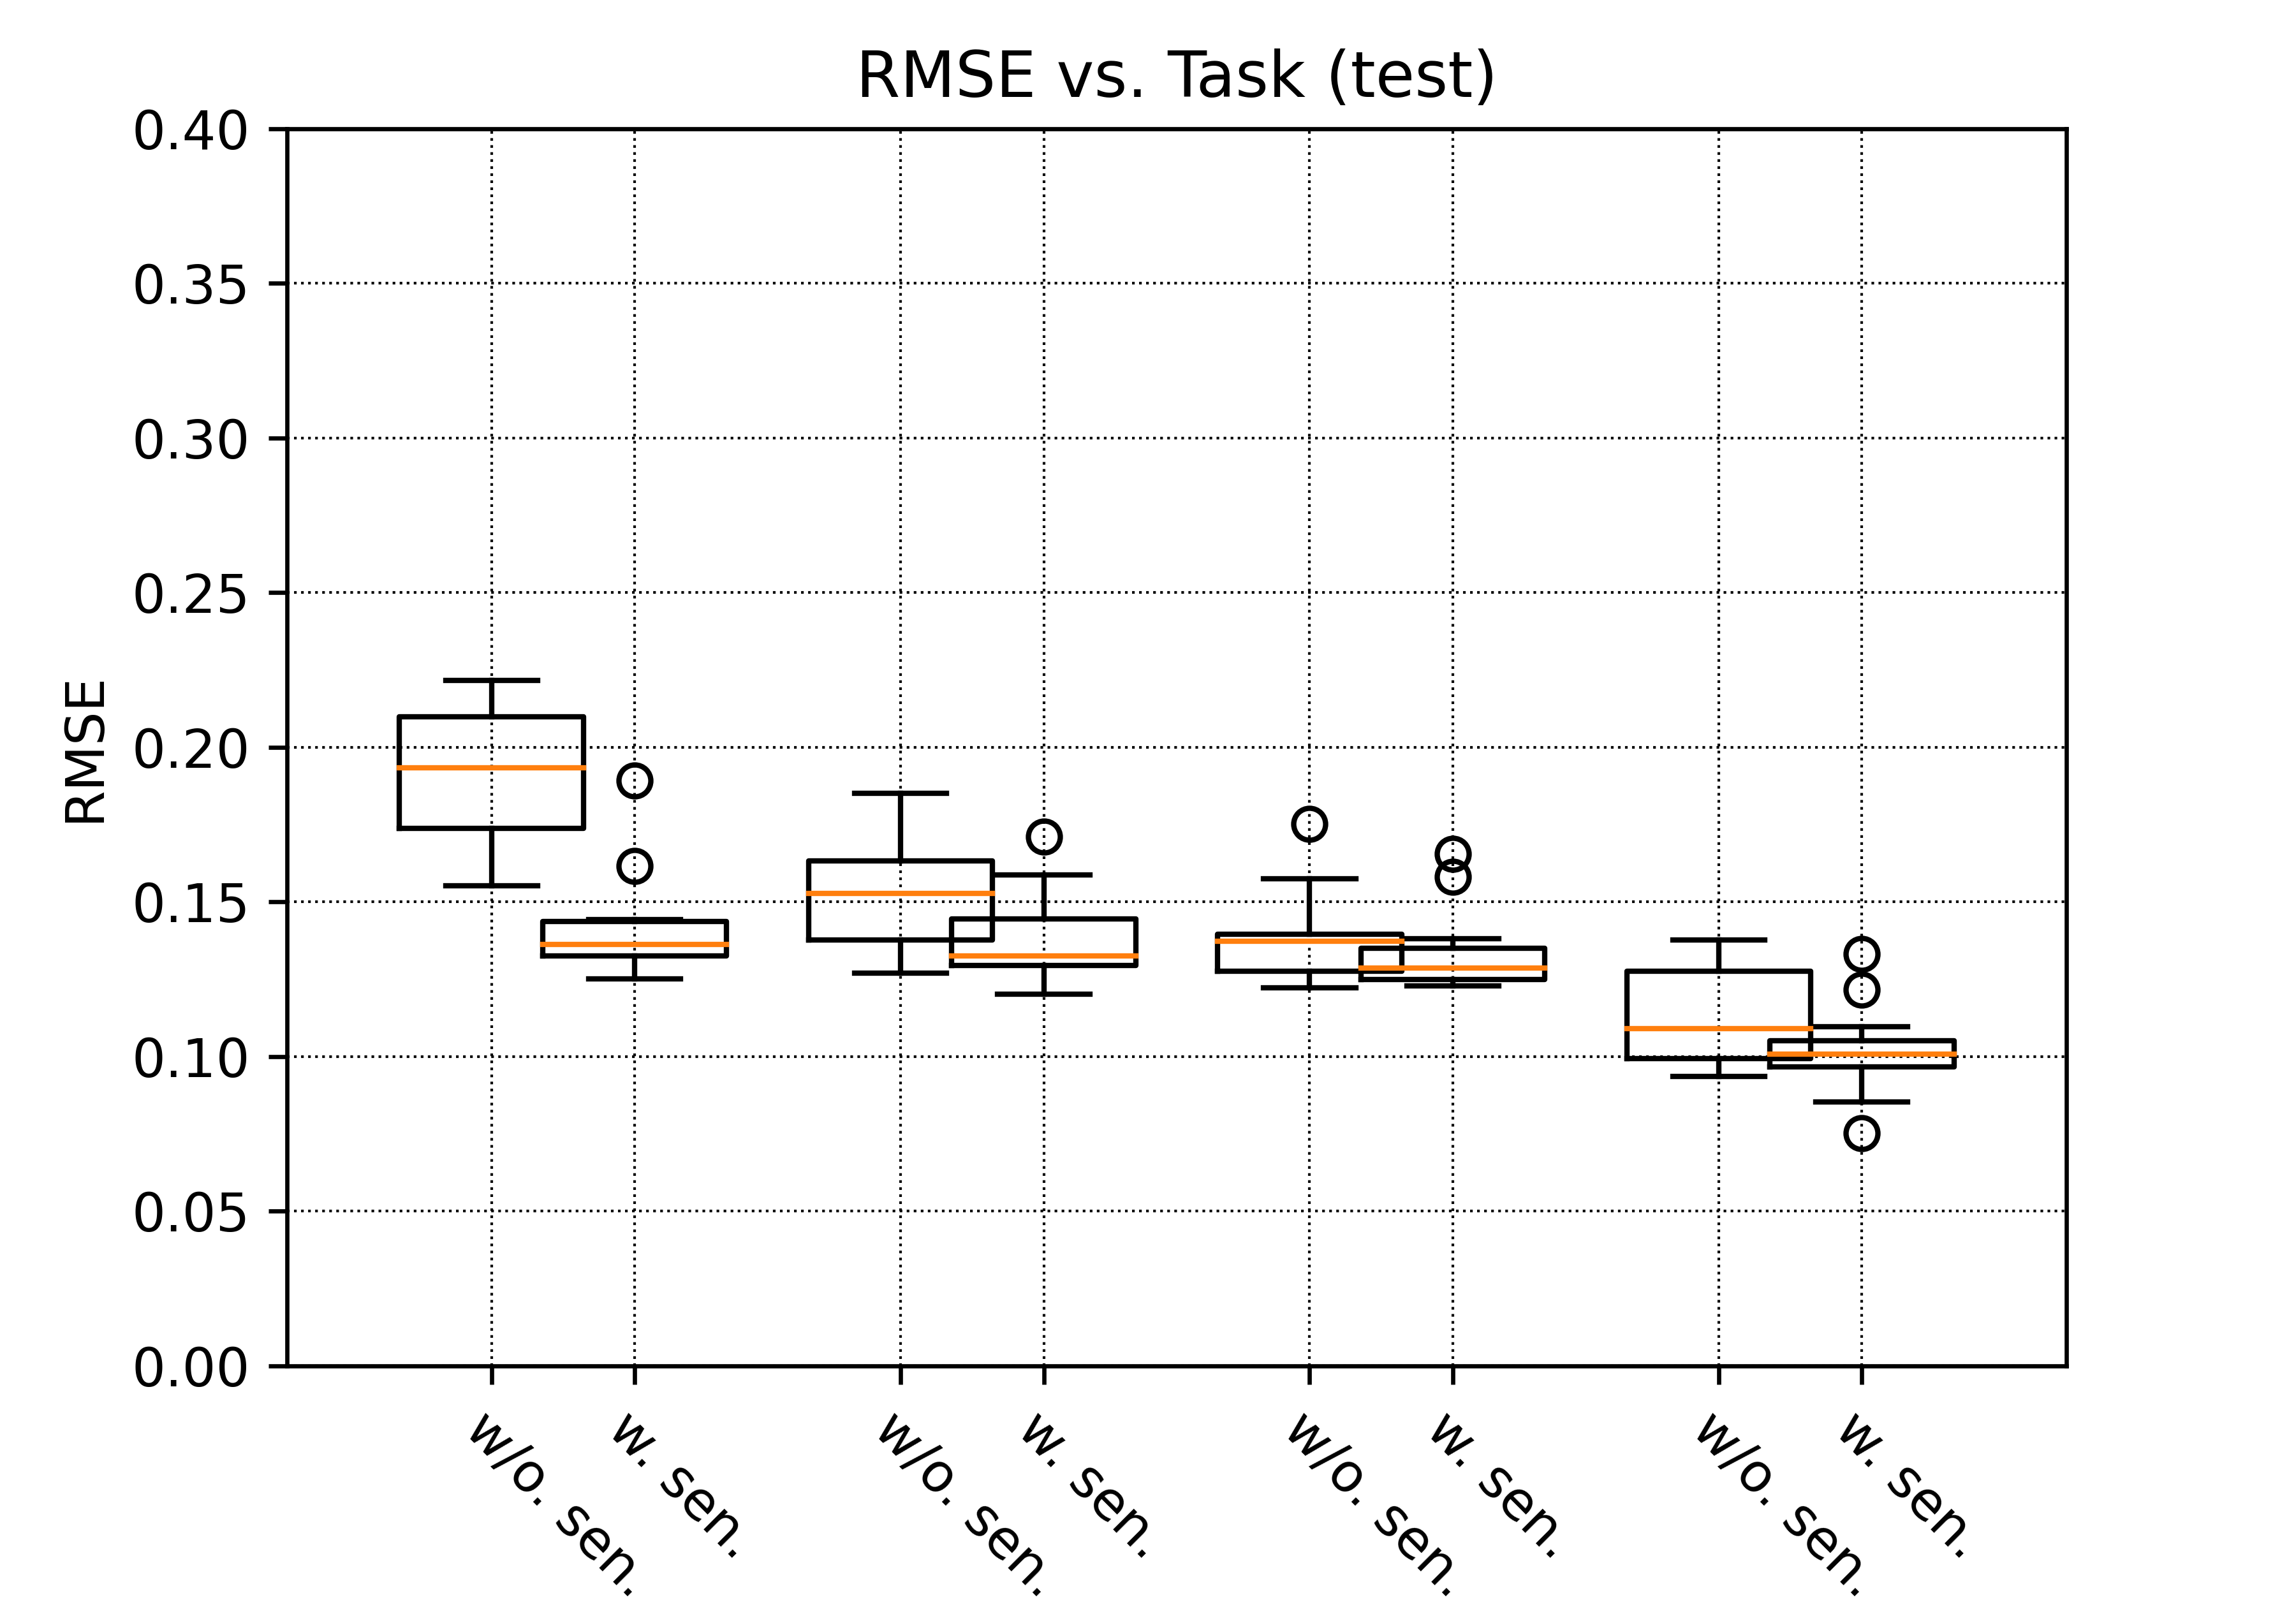 RMSE vs. Task (test)
0.40
0.35
0.30
0.25
0.20
0.15
0.10
0.05
0.00
RMSE
w/o. sen.
w. sen.
w/o. sen.
w. sen.
w/o. sen.
w. sen.
w/o. sen.
w. sen.